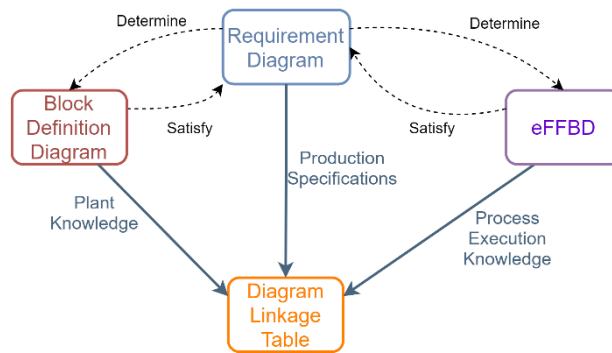 Determine
Requirement
Diagram
Determine
Block
Definition
Diagram
Satisfy
Satisfy
eFFBD
Production
Specifications
Plant
Knowledge
Process
Execution
Knowledge
Diagram
Linkage
Table